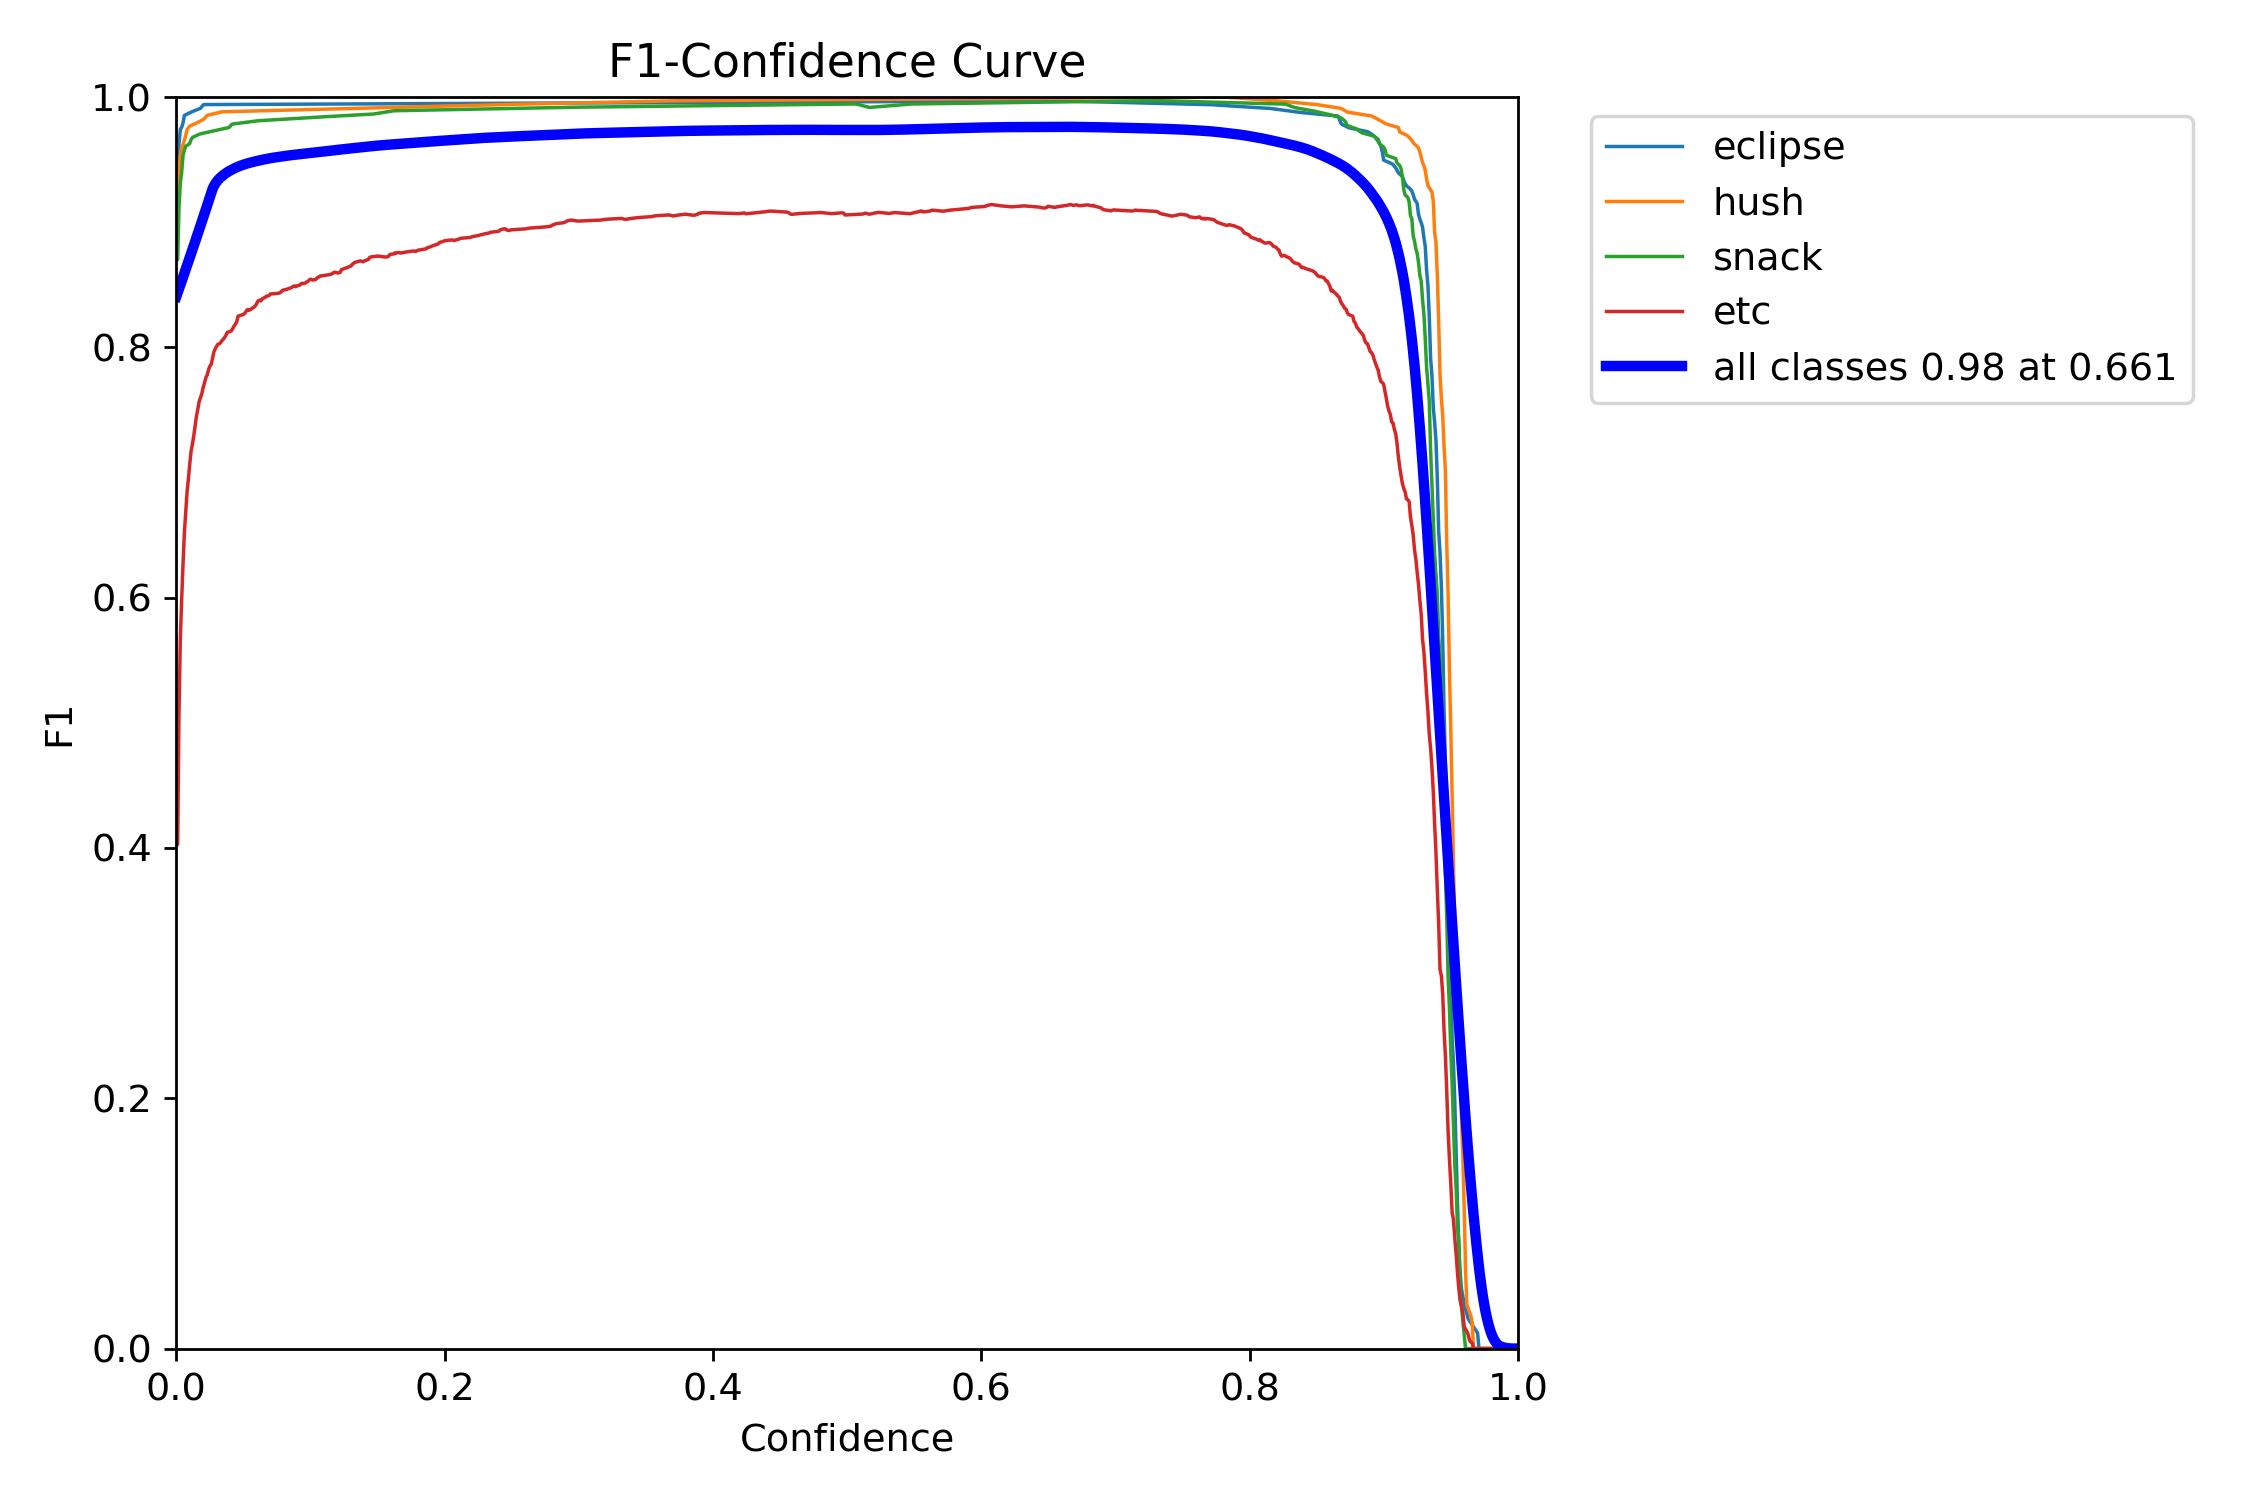 F1-Confidence Curve
1.0
0.8
0.6
0.4
0.2
0.0
F1
0.0 0.2 0.4 0.6 0.8 1.0
Confidence
eclipse
hush
snack
etc
all classes 0.98 at 0.661